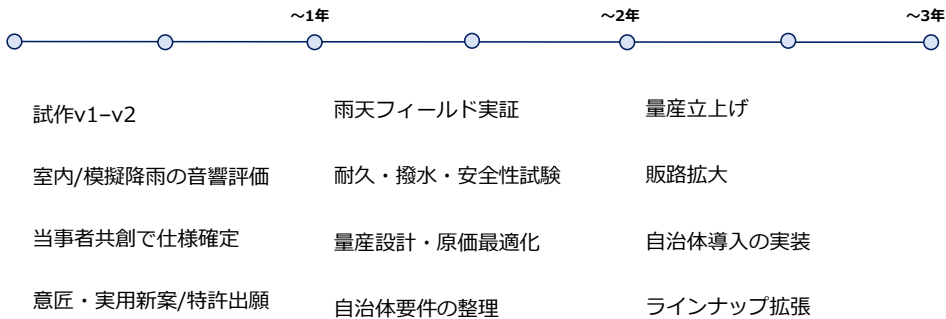 ～1年
～2年
～3年
試作v1–v2
室内/模擬降雨の音響評価
当事者共創で仕様確定
意匠・実用新案/特許出願
雨天フィールド実証
耐久・撥水・安全性試験
量産設計・原価最適化
自治体要件の整理
量産立上げ
販路拡大
自治体導入の実装
ラインナップ拡張